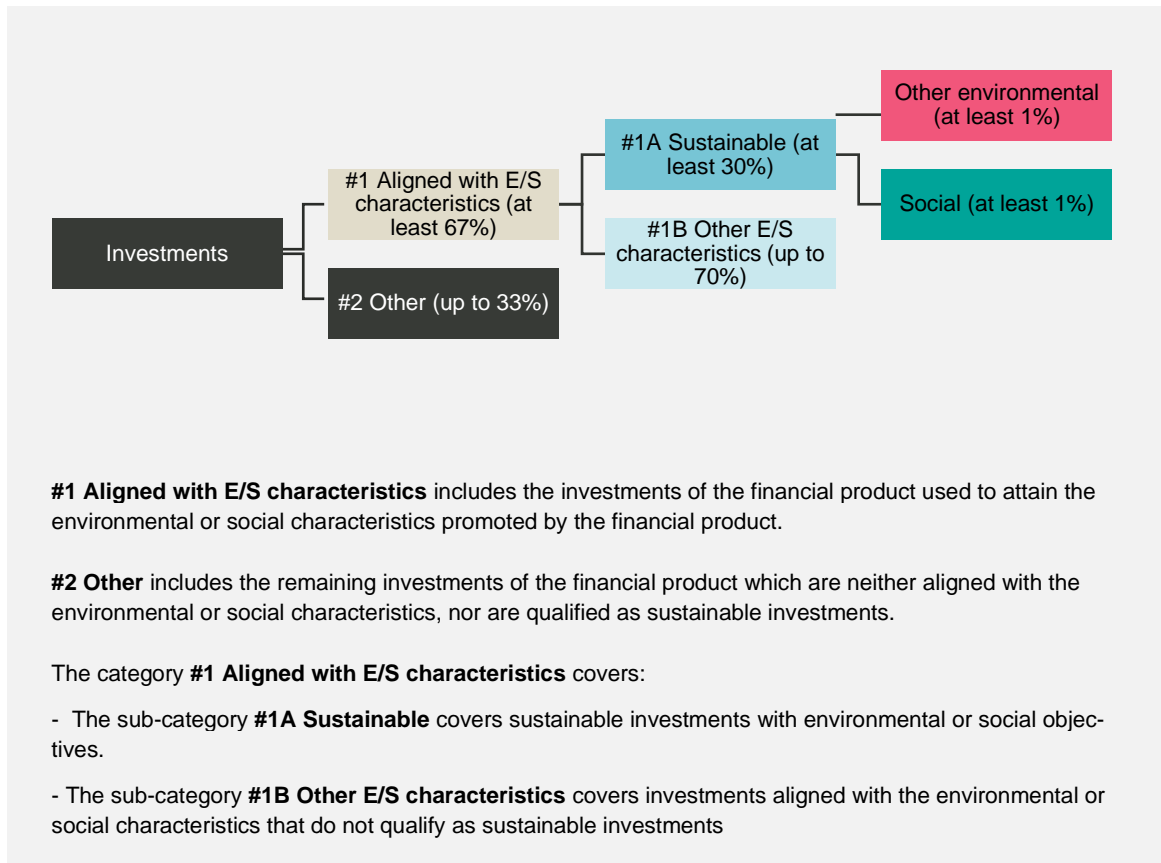 Other environmental
(at least 1%)
#1A Sustainable (at
least 30%)
#1 Aligned with E/S
characteristics (at
least 67%)
Social (at least 1%)
Investments
#1B Other E/S
characteristics (up to
70%)
#2 Other (up to 33%)
#1 Aligned with E/S characteristics includes the investments of the financial product used to attain the
environmental or social characteristics promoted by the financial product.
#2 Other includes the remaining investments of the financial product which are neither aligned with the
environmental or social characteristics, nor are qualified as sustainable investments.
The category #1 Aligned with E/S characteristics covers:
- The sub-category #1A Sustainable covers sustainable investments with environmental or social objec-
tives.
- The sub-category #1B Other E/S characteristics covers investments aligned with the environmental or
social characteristics that do not qualify as sustainable investments